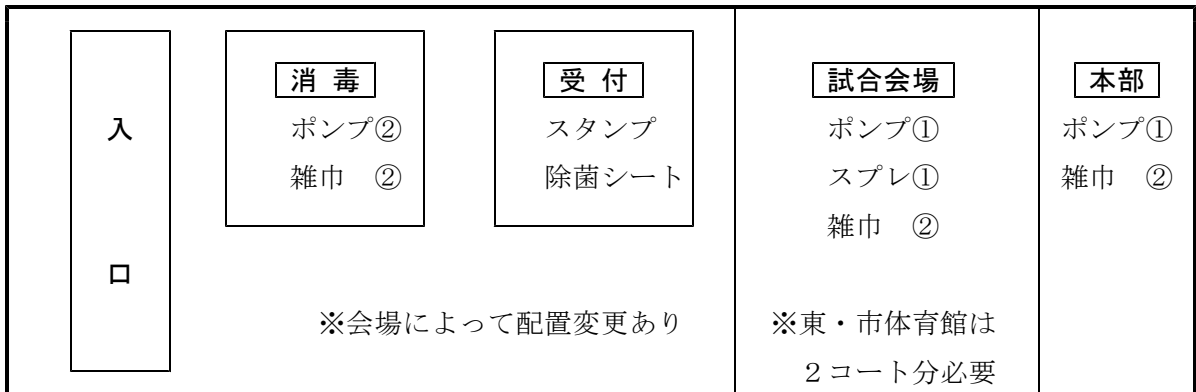 入口
消 毒
ポンプ②
雑巾　②
受 付
スタンプ
除菌シート
※会場によって配置変更あり
試合会場
ポンプ①
スプレ①
雑巾　②
※東・市体育館は
２コート分必要
本部
ポンプ①
雑巾　②